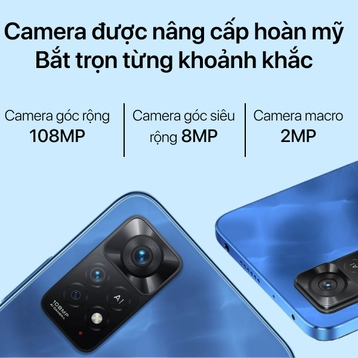 Camera được nâng cấp hoàn mỹ
Bắt trọn từng khoảnh khắc
Camera góc rộng
108MP
Camera góc siêu
rộng 8MP
Camera macro
2MP
AI
108MP